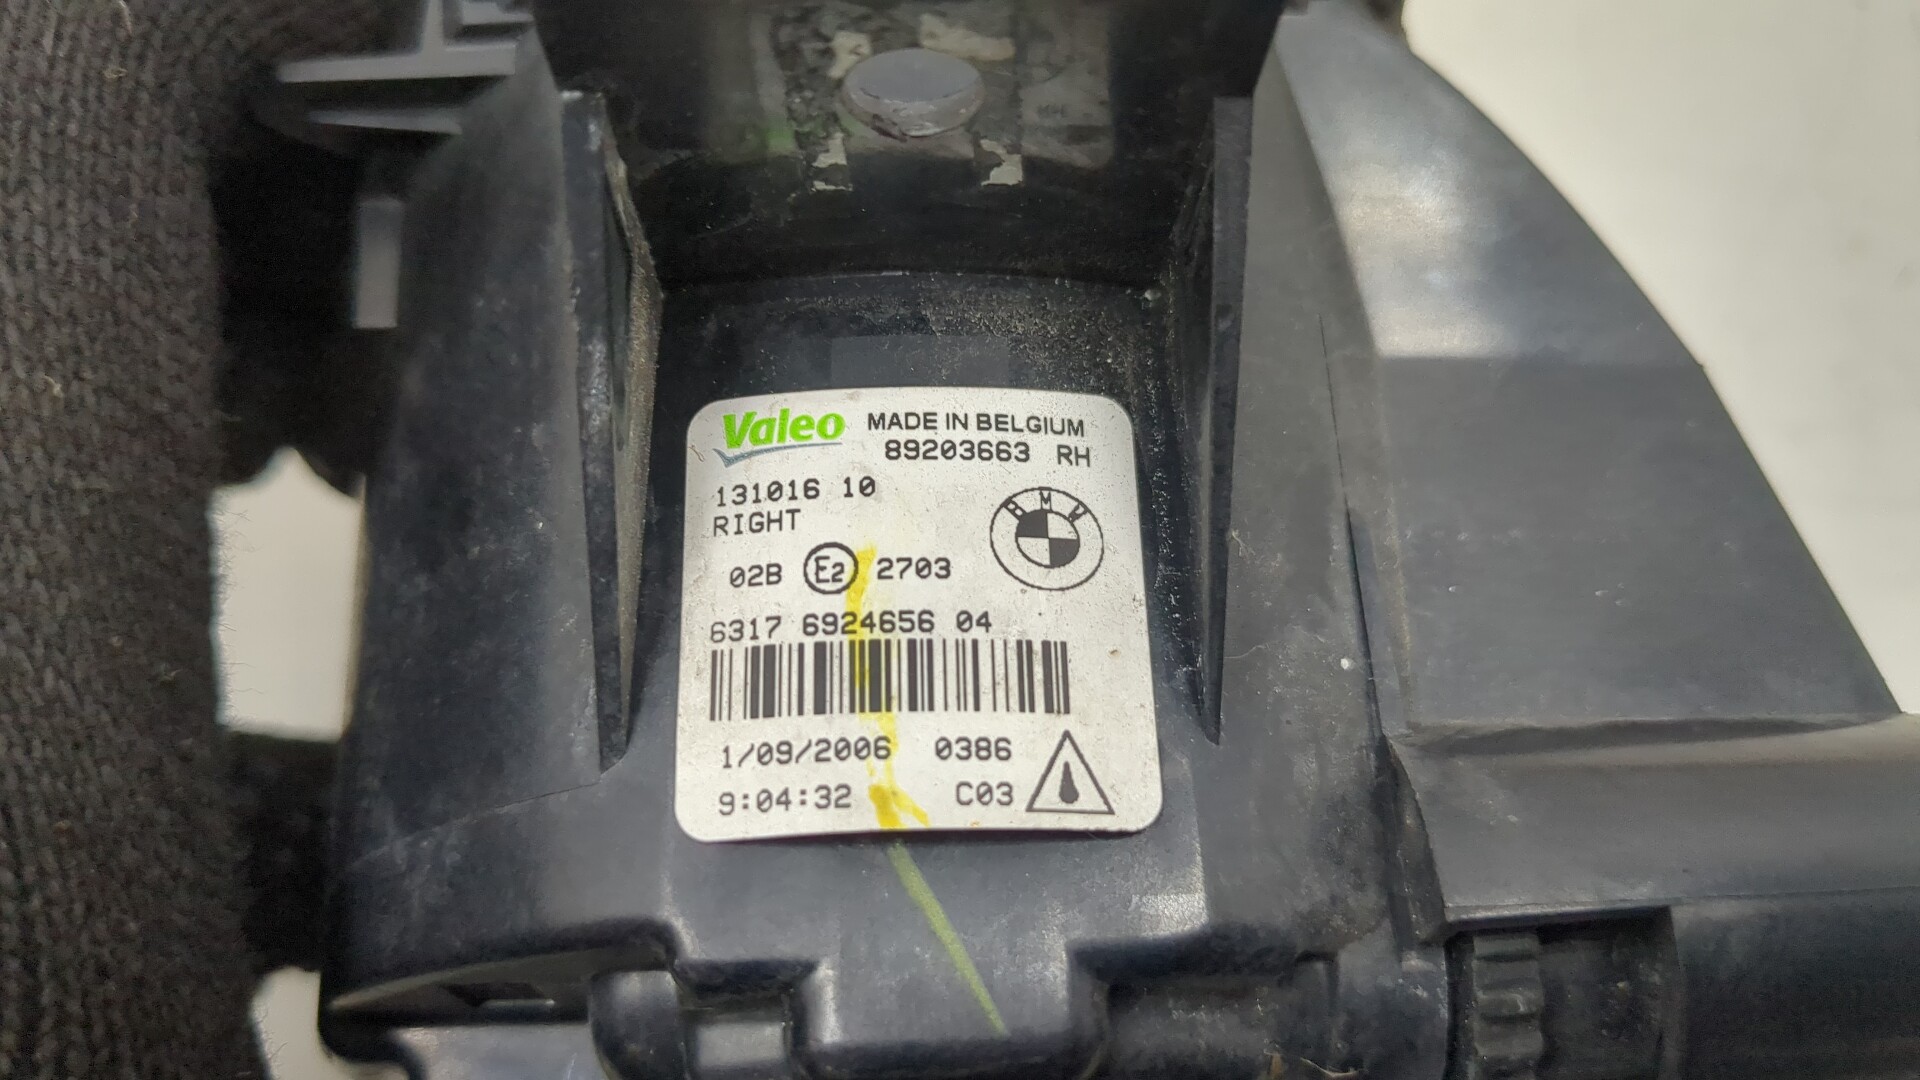 Valeo MADE IN BELGIUM
89203663 RH
131016 10
RIGHT
BMW
02B E2 2703
6317 6924656 04
1/09/2006 0386
9:04:32 C03